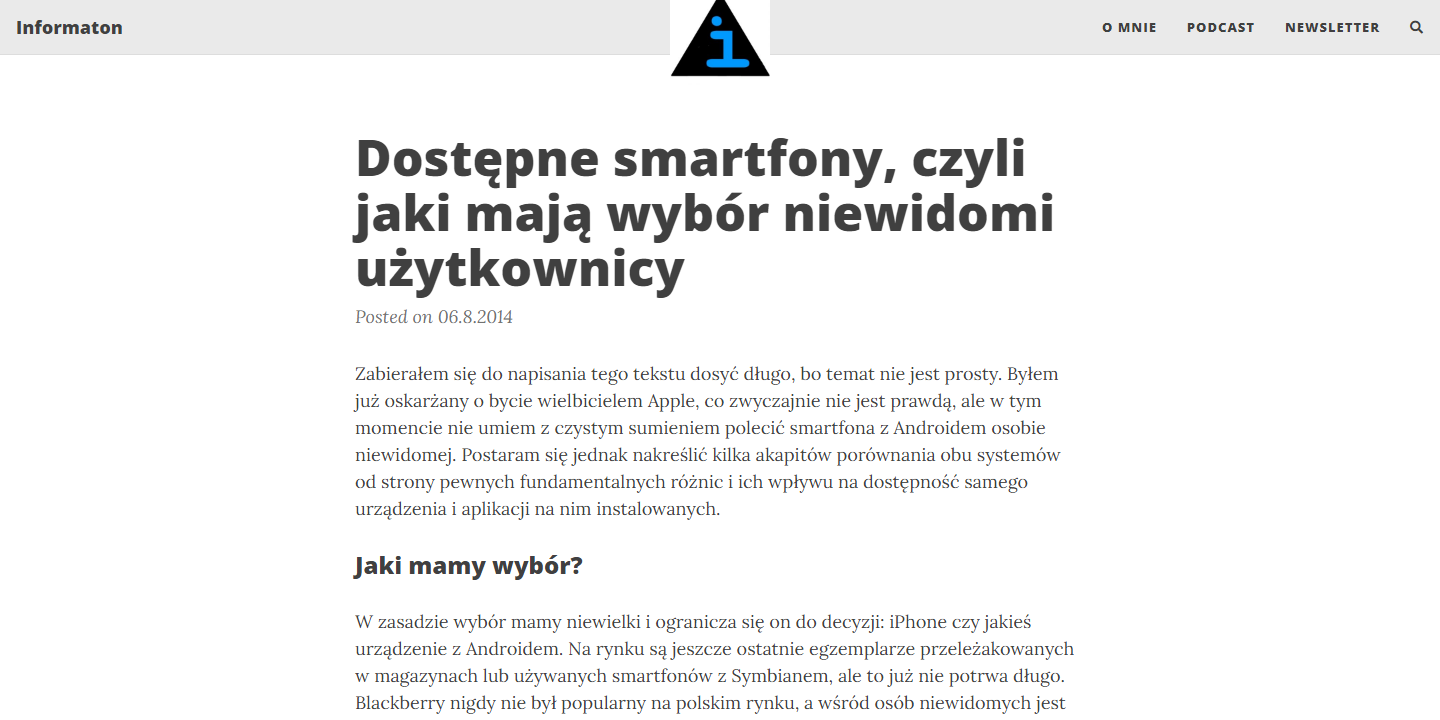 Informaton
i
O MNIE
PODCAST
NEWSLETTER
Dostępne smartfony, czyli
jaki mają wybór niewidomi
użytkownicy
Posted on 06.8.2014
Zabierałem się do napisania tego tekstu dosyć długo, bo temat nie jest prosty. Byłem
już oskarżany o bycie wielbicielem Apple, co zwyczajnie nie jest prawdą, ale w tym
momencie nie umiem z czystym sumieniem polecić smartfona z Androidem osobie
niewidomej. Postaram się jednak nakreślić kilka akapitów porównania obu systemów
od strony pewnych fundamentalnych różnic i ich wpływu na dostępność samego
urządzenia i aplikacji na nim instalowanych.
Jaki mamy wybór?
W zasadzie wybór mamy niewielki i ogranicza się on do decyzji: iPhone czy jakieś
urządzenie z Androidem. Na rynku są jeszcze ostatnie egzemplarze przeleżakowanych
w magazynach lub używanych smartfonów z Symbianem, ale to już nie potrwa długo.
Blackberry nigdy nie był popularny na polskim rynku, a wśród osób niewidomych jest